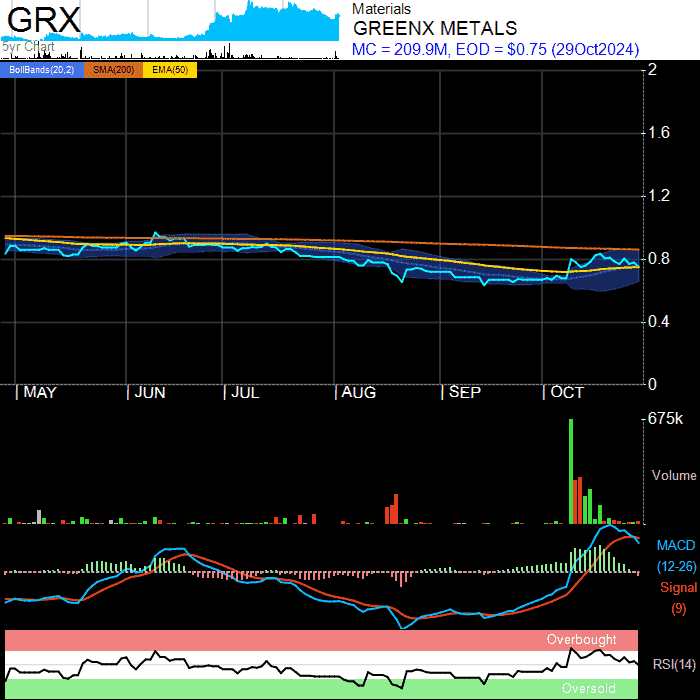 GRX
Materials
GREENX METALS
5yr Chart
MC = 209.9M, EOD = $0.75 (29Oct2024)
BollBands(20,2) SMA(200) EMA(50)
2
1.6
1.2
0.8
0.4
0
MAY JUN JUL AUG SEP OCT
675k
Volume
MACD
(12-26)
Signal
(9)
Overbought
RSI(14)
Oversold